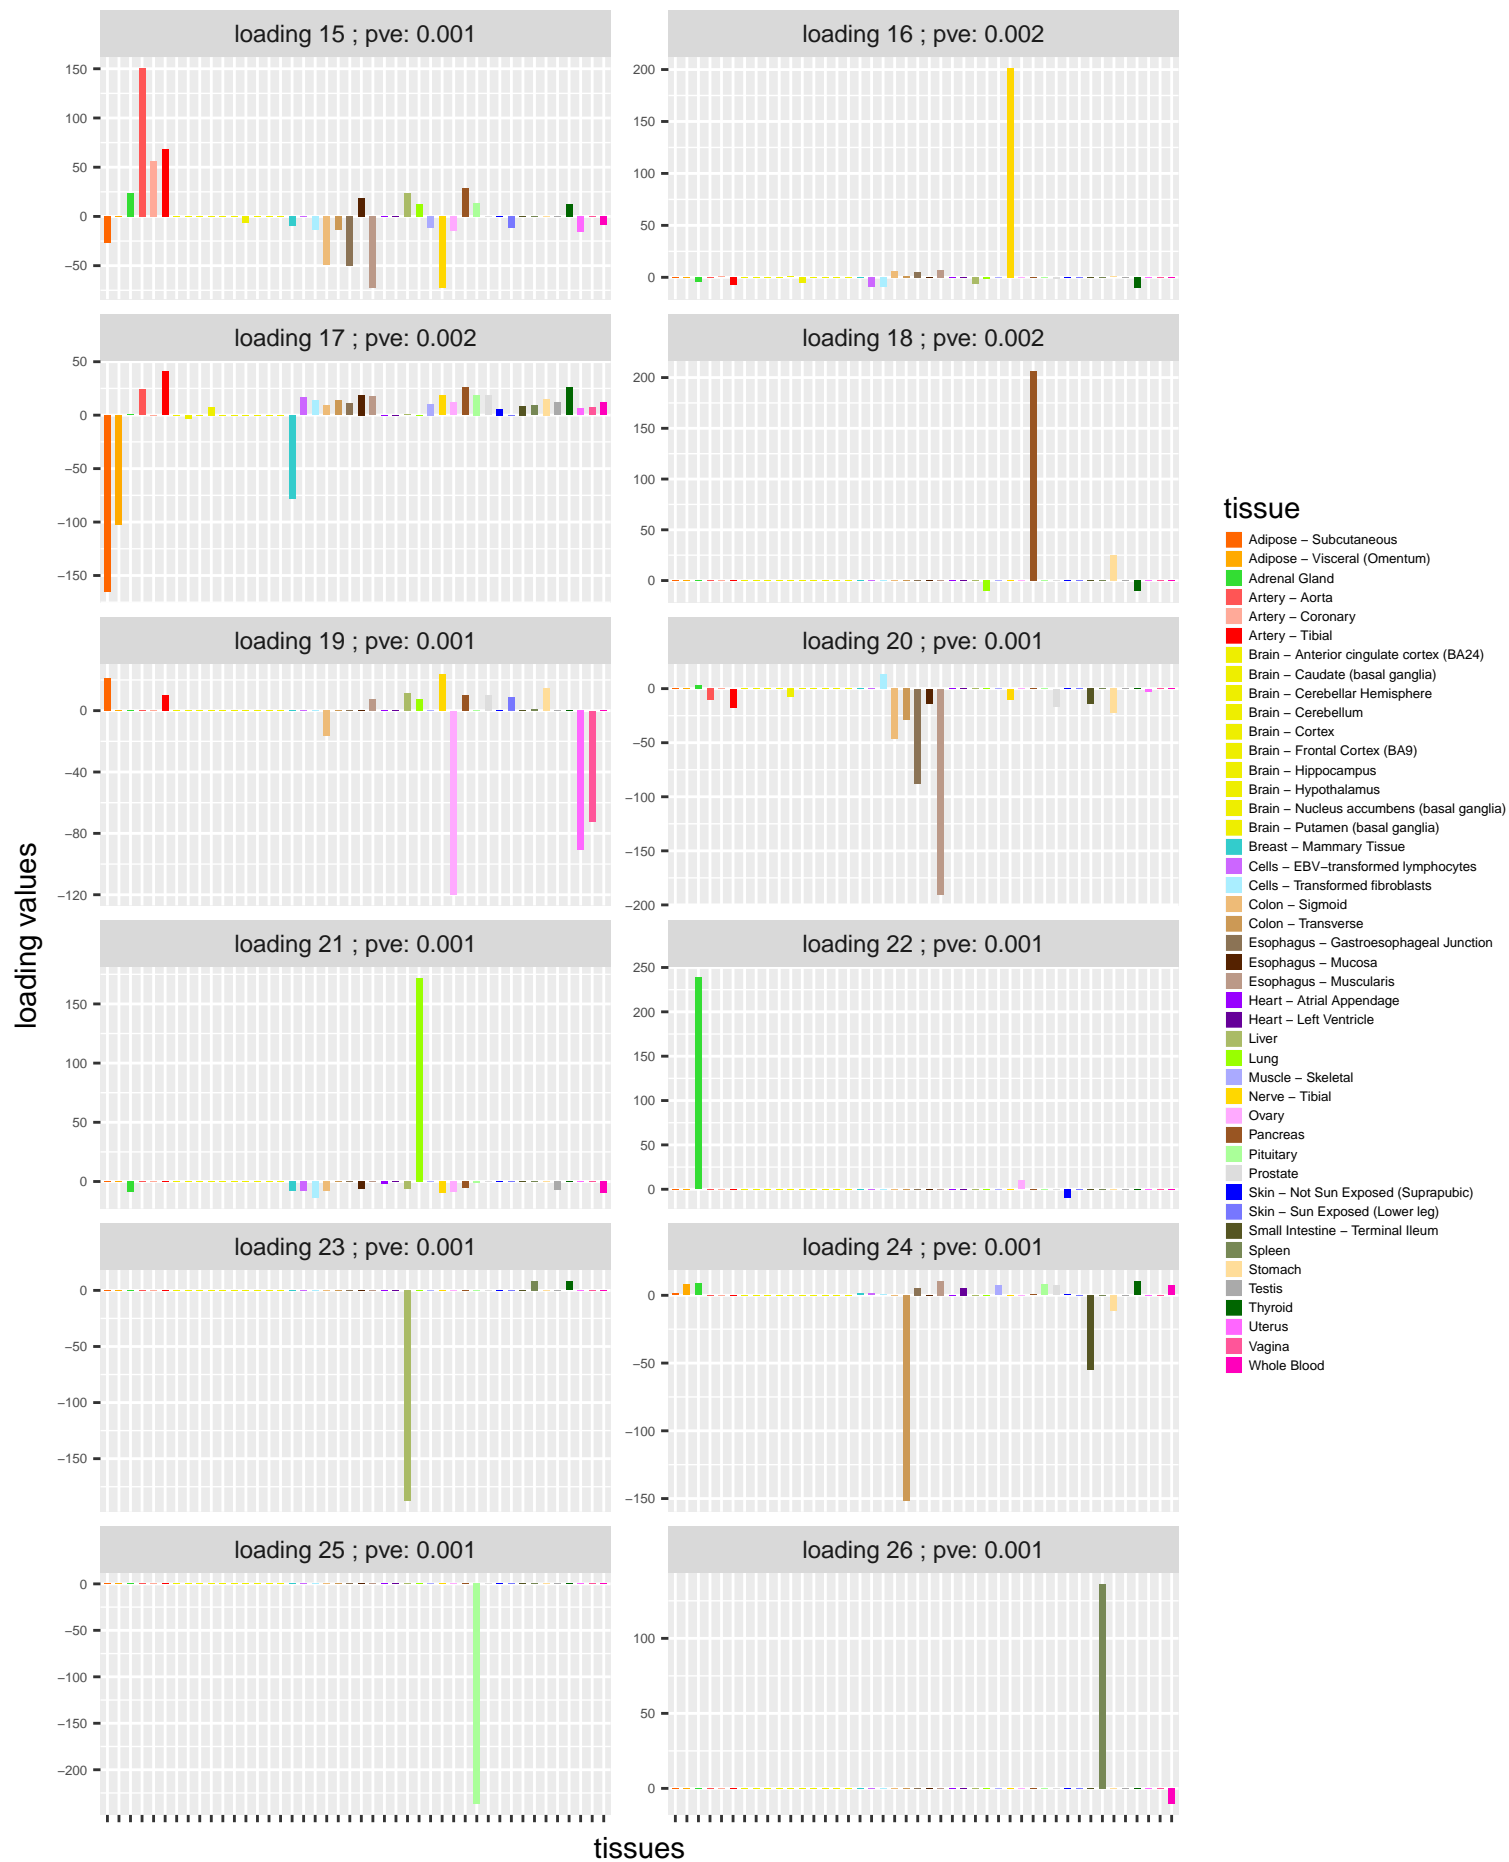 loading 15 ; pve: 0.001
loading 16 ; pve: 0.002
150
100
50
0
−50
200
150
100
50
0
loading 17 ; pve: 0.002
loading 18 ; pve: 0.002
50
0
−50
−100
−150
200
150
100
50
0
loading 19 ; pve: 0.001
loading 20 ; pve: 0.001
0
−40
−80
−120
0
−50
−100
−150
−200
loading 21 ; pve: 0.001
loading 22 ; pve: 0.001
150
100
50
0
250
200
150
100
50
0
loading 23 ; pve: 0.001
loading 24 ; pve: 0.001
0
−50
−100
−150
0
−50
−100
−150
loading 25 ; pve: 0.001
loading 26 ; pve: 0.001
0
−50
−100
−150
−200
100
50
0
loading values
tissues
tissue
Adipose − Subcutaneous
Adipose − Visceral (Omentum)
Adrenal Gland
Artery − Aorta
Artery − Coronary
Artery − Tibial
Brain − Anterior cingulate cortex (BA24)
Brain − Caudate (basal ganglia)
Brain − Cerebellar Hemisphere
Brain − Cerebellum
Brain − Cortex
Brain − Frontal Cortex (BA9)
Brain − Hippocampus
Brain − Hypothalamus
Brain − Nucleus accumbens (basal ganglia)
Brain − Putamen (basal ganglia)
Breast − Mammary Tissue
Cells − EBV−transformed lymphocytes
Cells − Transformed fibroblasts
Colon − Sigmoid
Colon − Transverse
Esophagus − Gastroesophageal Junction
Esophagus − Mucosa
Esophagus − Muscularis
Heart − Atrial Appendage
Heart − Left Ventricle
Liver
Lung
Muscle − Skeletal
Nerve − Tibial
Ovary
Pancreas
Pituitary
Prostate
Skin − Not Sun Exposed (Suprapubic)
Skin − Sun Exposed (Lower leg)
Small Intestine − Terminal Ileum
Spleen
Stomach
Testis
Thyroid
Uterus
Vagina
Whole Blood